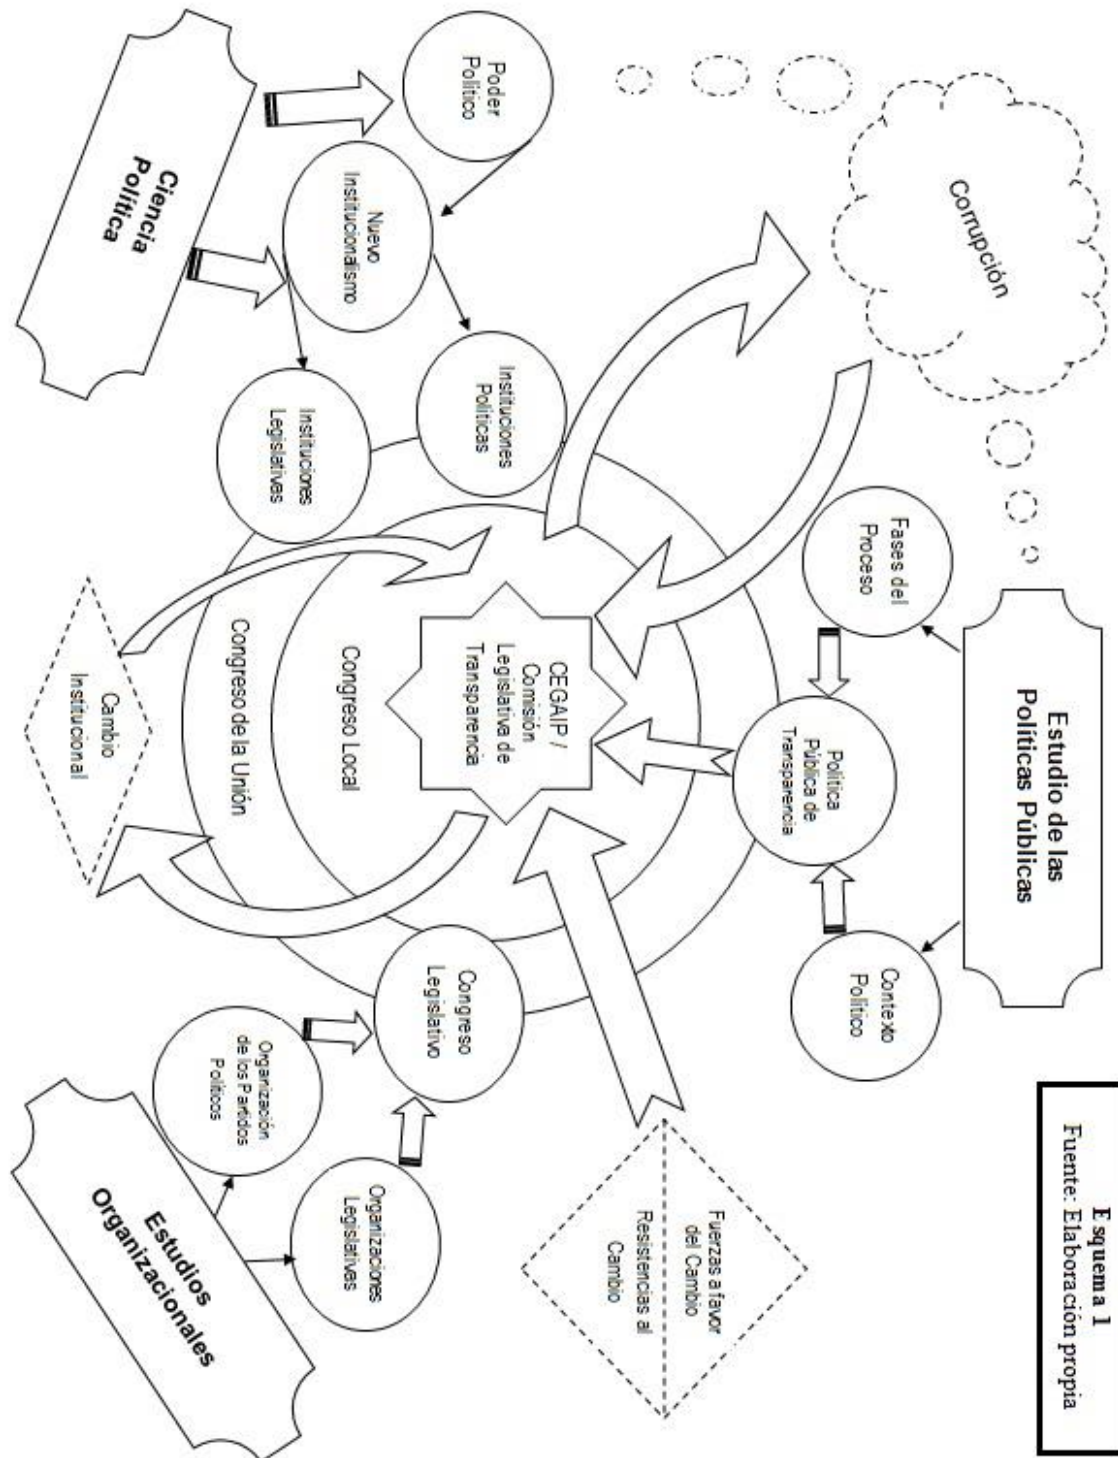 Esquema 1
Fuente: Elaboración propia
Corrupción
Estudio de las
Políticas Públicas
Fases del
Proceso
Política
Pública de
Transparencia
Contexto
Político
Fuerzas a favor
del Cambio
Resistencias al
Cambio
CEGAIP /
Comisión
Legislativa de
Transparencia
Congreso Local
Congreso de la Unión
Poder
Político
Nuevo
Institucionalismo
Instituciones
Políticas
Instituciones
Legislativas
Ciencia
Política
Cambio
Institucional
Congreso
Legislativo
Organizaciones
Legislativas
Organización
de los Partidos
Políticos
Estudios
Organizacionales